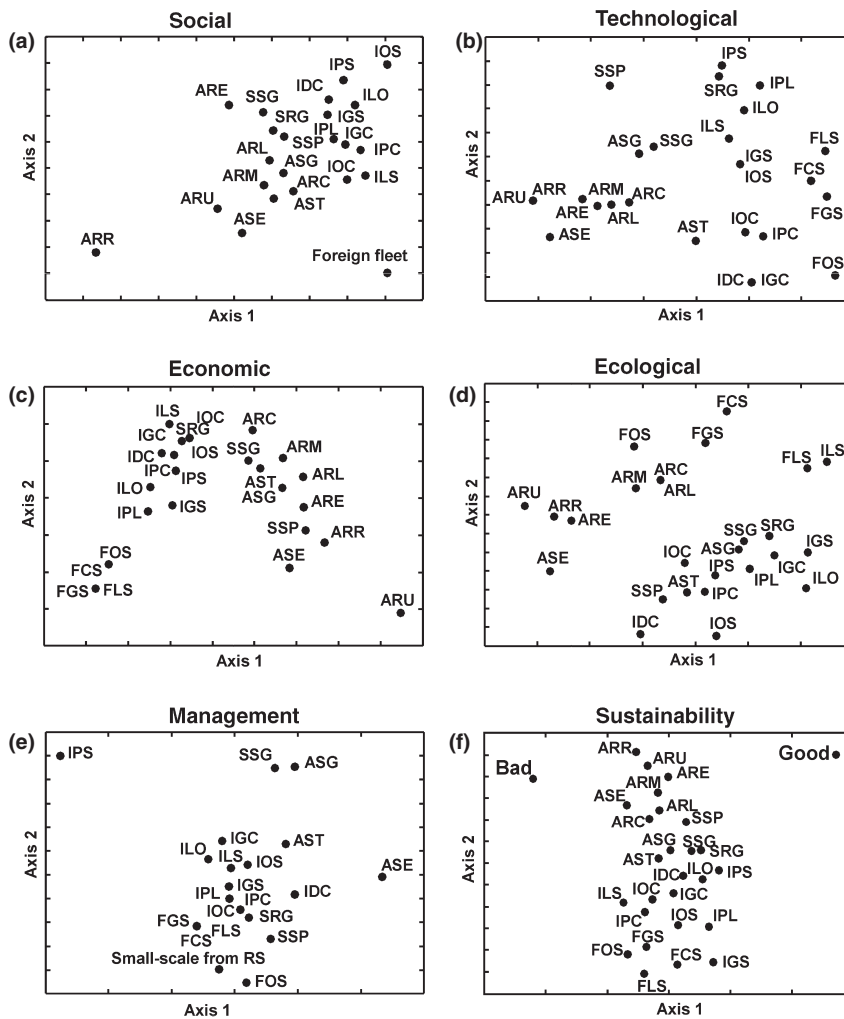 Social
(a)
IOS
IPS
IDC
ILO
ARE
SSG
SRG
IGS
IPL
IGC
SSP
IPC
ARL
ASG
IOC
ILS
ARM
ARC
ARU
AST
ASE
ARR
Foreign fleet
Axis 2
Axis 1
Technological
(b)
IPS
SSP
SRG
IPL
ILO
ILS
FLS
ASG
SSG
IGS
FCS
IOS
ARU
ARR
ARM
ARC
ARE
ARL
FGS
ASE
AST
IOC
IPC
FOS
IDC
IGC
Axis 2
Axis 1
Economic
(c)
ILS
IOC
SRG
ARC
IGC
IDC
IOS
SSG
ARM
IPC
IPS
AST
ARL
ILO
ASG
IPL
IGS
ARE
SSP
ARR
FOS
ASE
FCS
FGS
FLS
ARU
Axis 2
Axis 1
Ecological
(d)
FCS
FGS
FOS
ILS
FLS
ARM
ARC
ARL
ARU
ARR
ARE
SSG
SRG
IGS
IOC
ASG
ASE
IPS
IGC
AST
IPL
ILO
SSP
IPC
IDC
IOS
Axis 2
Axis 1
Management
(e)
IPS
SSG
ASG
IGC
AST
ILO
ILS
IOS
ASE
IGS
IPL
IPC
IDC
IOC
SRG
FGS
FLS
FCS
SSP
Small-scale from RS
FOS
Axis 2
Axis 1
Sustainability
(f)
ARR
Good
Bad
ARU
ARE
ARM
ASE
ARL
ARC
SSP
ASG
SSG
SRG
AST
IDC
ILO
IPS
ILS
IOC
IGC
IPC
IOS
IPL
FGS
FOS
FCS
IGS
FLS
Axis 2
Axis 1